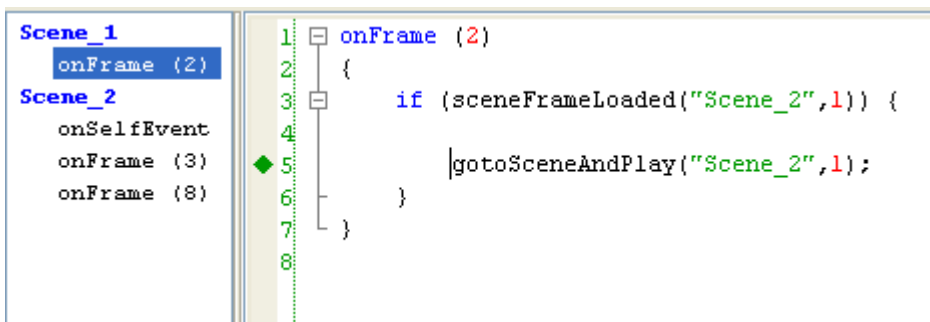 Scene_1
onFrame (2)
Scene_2
onSelfEvent
onFrame (3)
onFrame (8)
1 onFrame (2)
2 {
3 if (sceneFrameLoaded("Scene_2",1)) {
4
5 gotoSceneAndPlay("Scene_2",1);
6 }
7 }
8